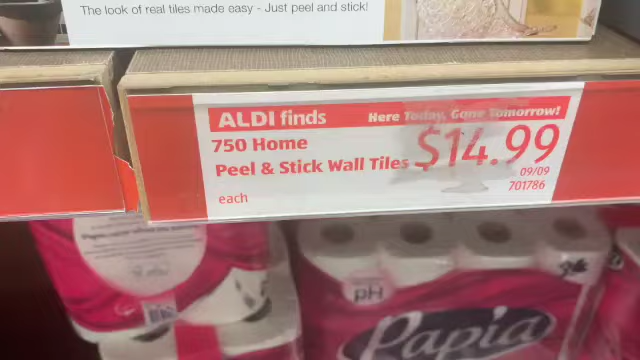 The look of real tiles made easy - Just peel and stick!
ALDI finds
Here Today, Gone Tomorrow!
750 Home
Peel & Stick Wall Tiles
$14.99
each
09/09
701786
pH
Papia